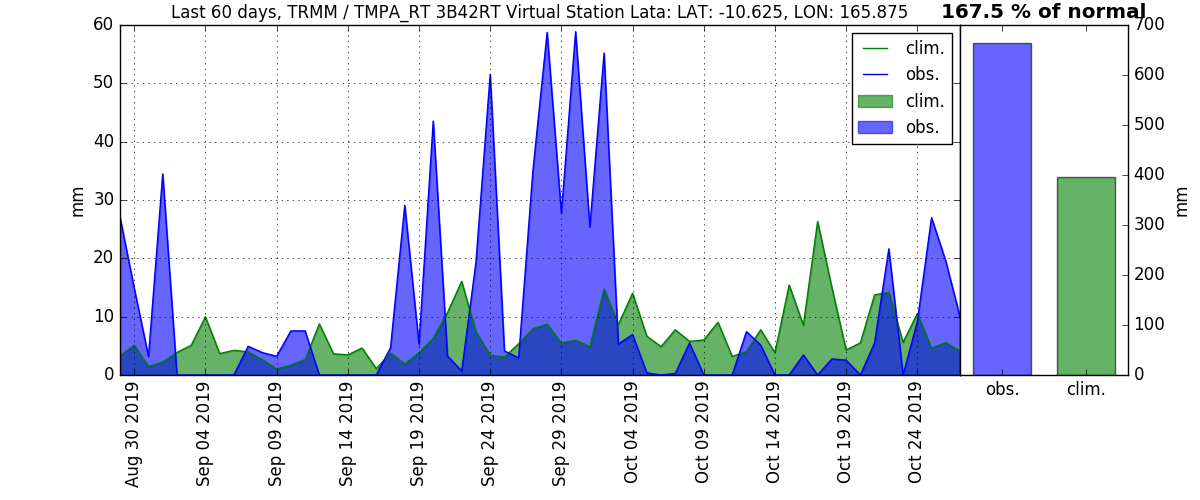 Last 60 days, TRMM / TMPA_RT 3B42RT Virtual Station Lata: LAT: -10.625, LON: 165.875
167.5 % of normal
60
50
40
30
20
10
0
mm
clim.
obs.
clim.
obs.
Aug 30 2019
Sep 04 2019
Sep 09 2019
Sep 14 2019
Sep 19 2019
Sep 24 2019
Sep 29 2019
Oct 04 2019
Oct 09 2019
Oct 14 2019
Oct 19 2019
Oct 24 2019
700
600
500
400
300
200
100
0
mm
obs.
clim.